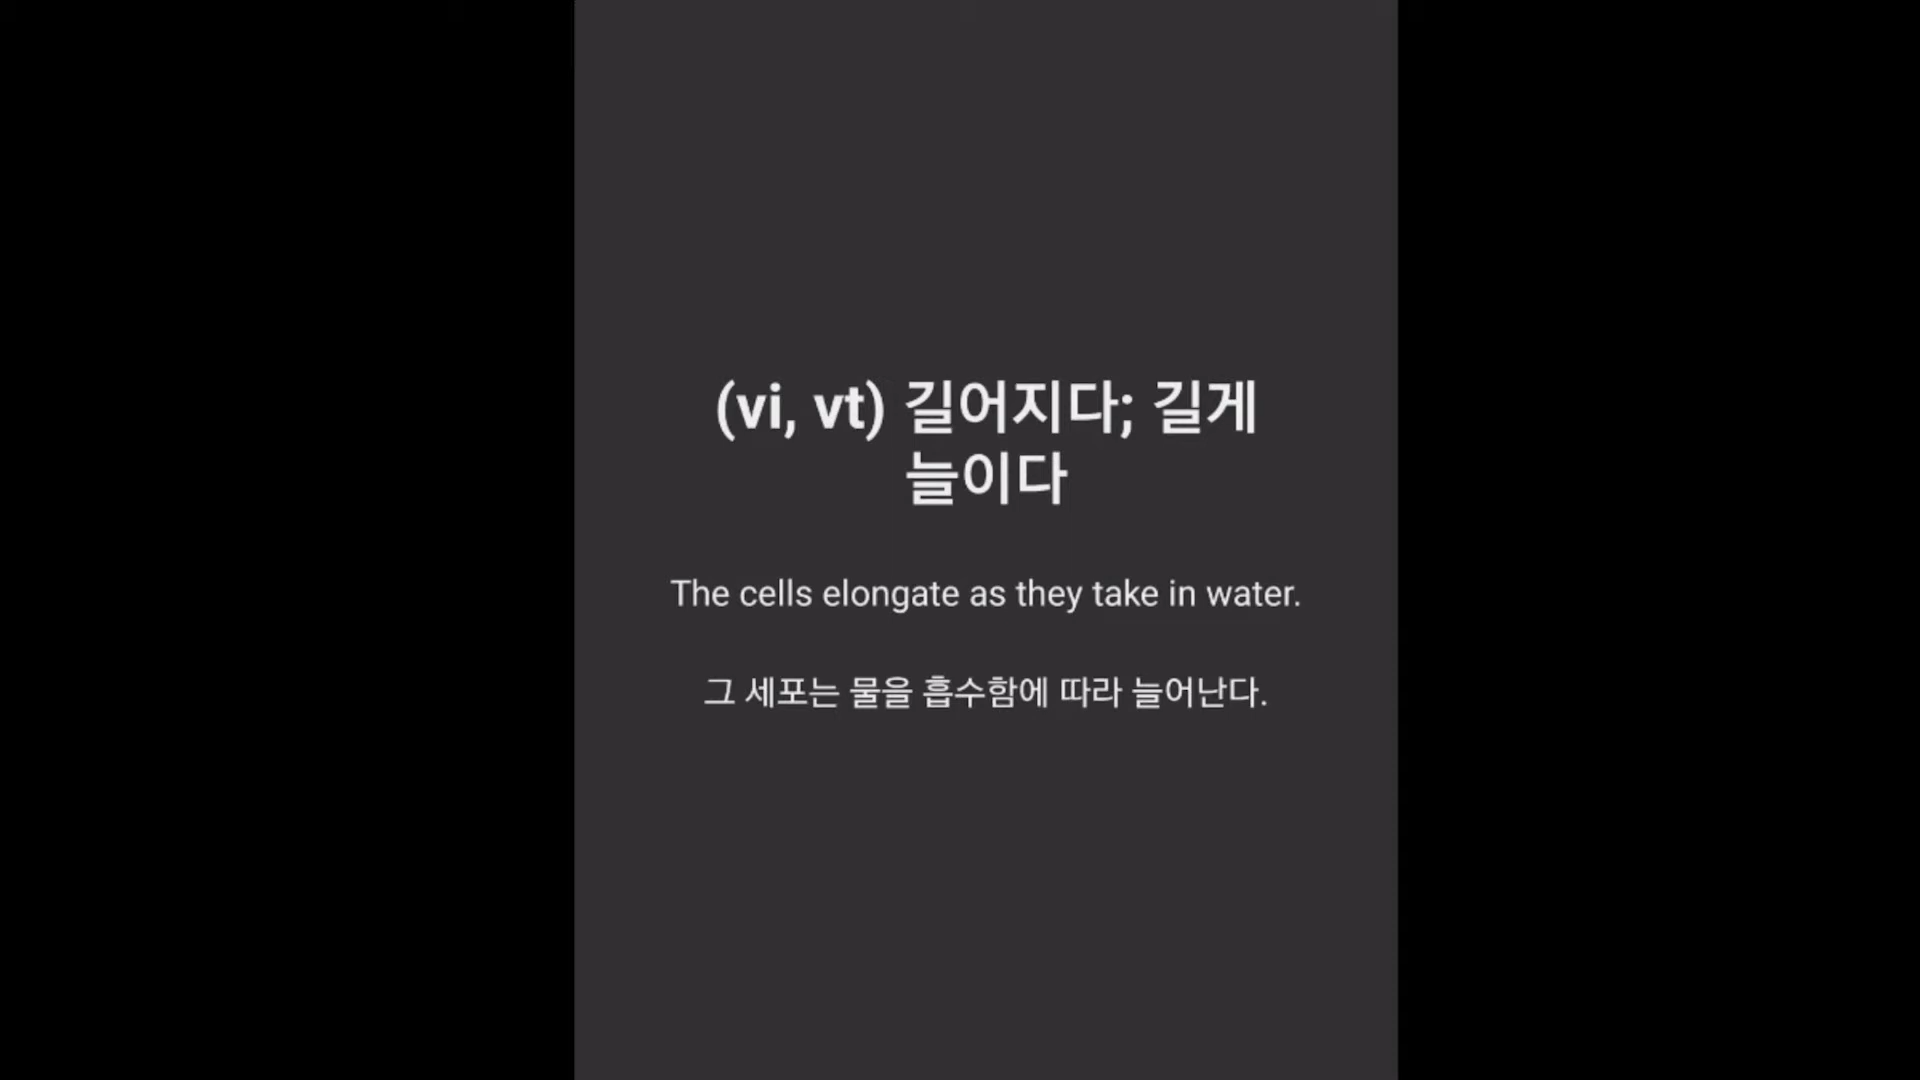 (vi, vt) 길어지다; 길게
늘이다
The cells elongate as they take in water.
그 세포는 물을 흡수함에 따라 늘어난다.